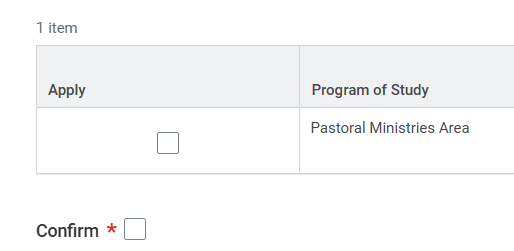 1 item
Apply Program of Study
Pastoral Ministries Area
Confirm *